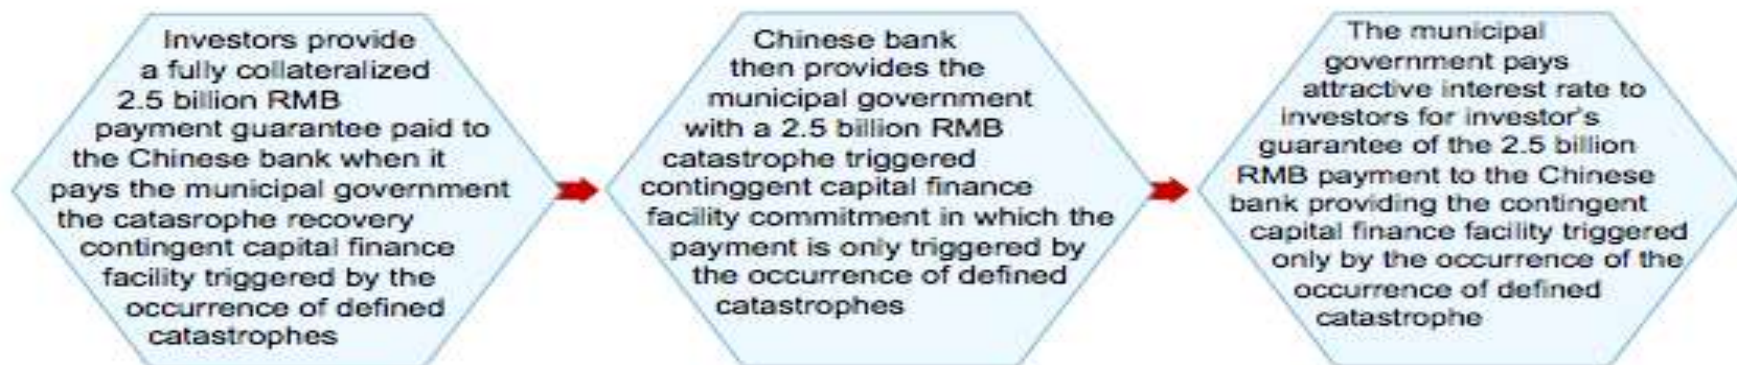 Investors provide
a fully collateralized
2.5 billion RMB
payment guarantee paid to
the Chinese bank when it
pays the municipal government
the catasrophe recovery
contingent capital finance
facility triggered by the
occurrence of defined
catastrophes
Chinese bank
then provides the
municipal government
with a 2.5 billion RMB
catastrophe triggered
continggent capital finance
facility commitment in which the
payment is only triggered by
the occurrence of defined
catastrophes
The municipal
government pays
attractive interest rate to
investors for investor's
guarantee of the 2.5 billion
RMB payment to the Chinese
bank providing the contingent
capital finance facility triggered
only by the occurrence of the
occurrence of defined
catastrophe